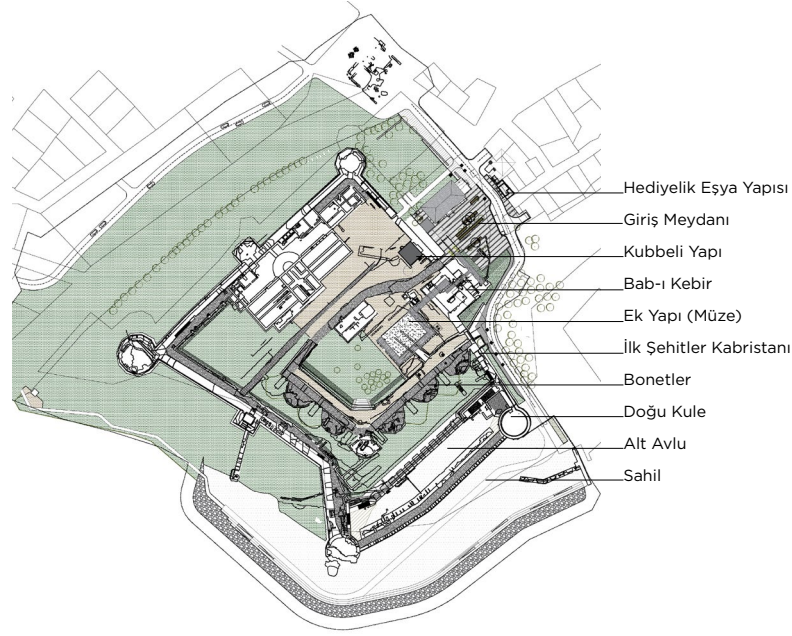 Hediyelik Eşya Yapısı
Giriş Meydanı
Kubbeli Yapı
Bab-ı Kebir
Ek Yapı (Müze)
İlk Şehitler Kabristanı
Bonetler
Doğu Kule
Alt Avlu
Sahil